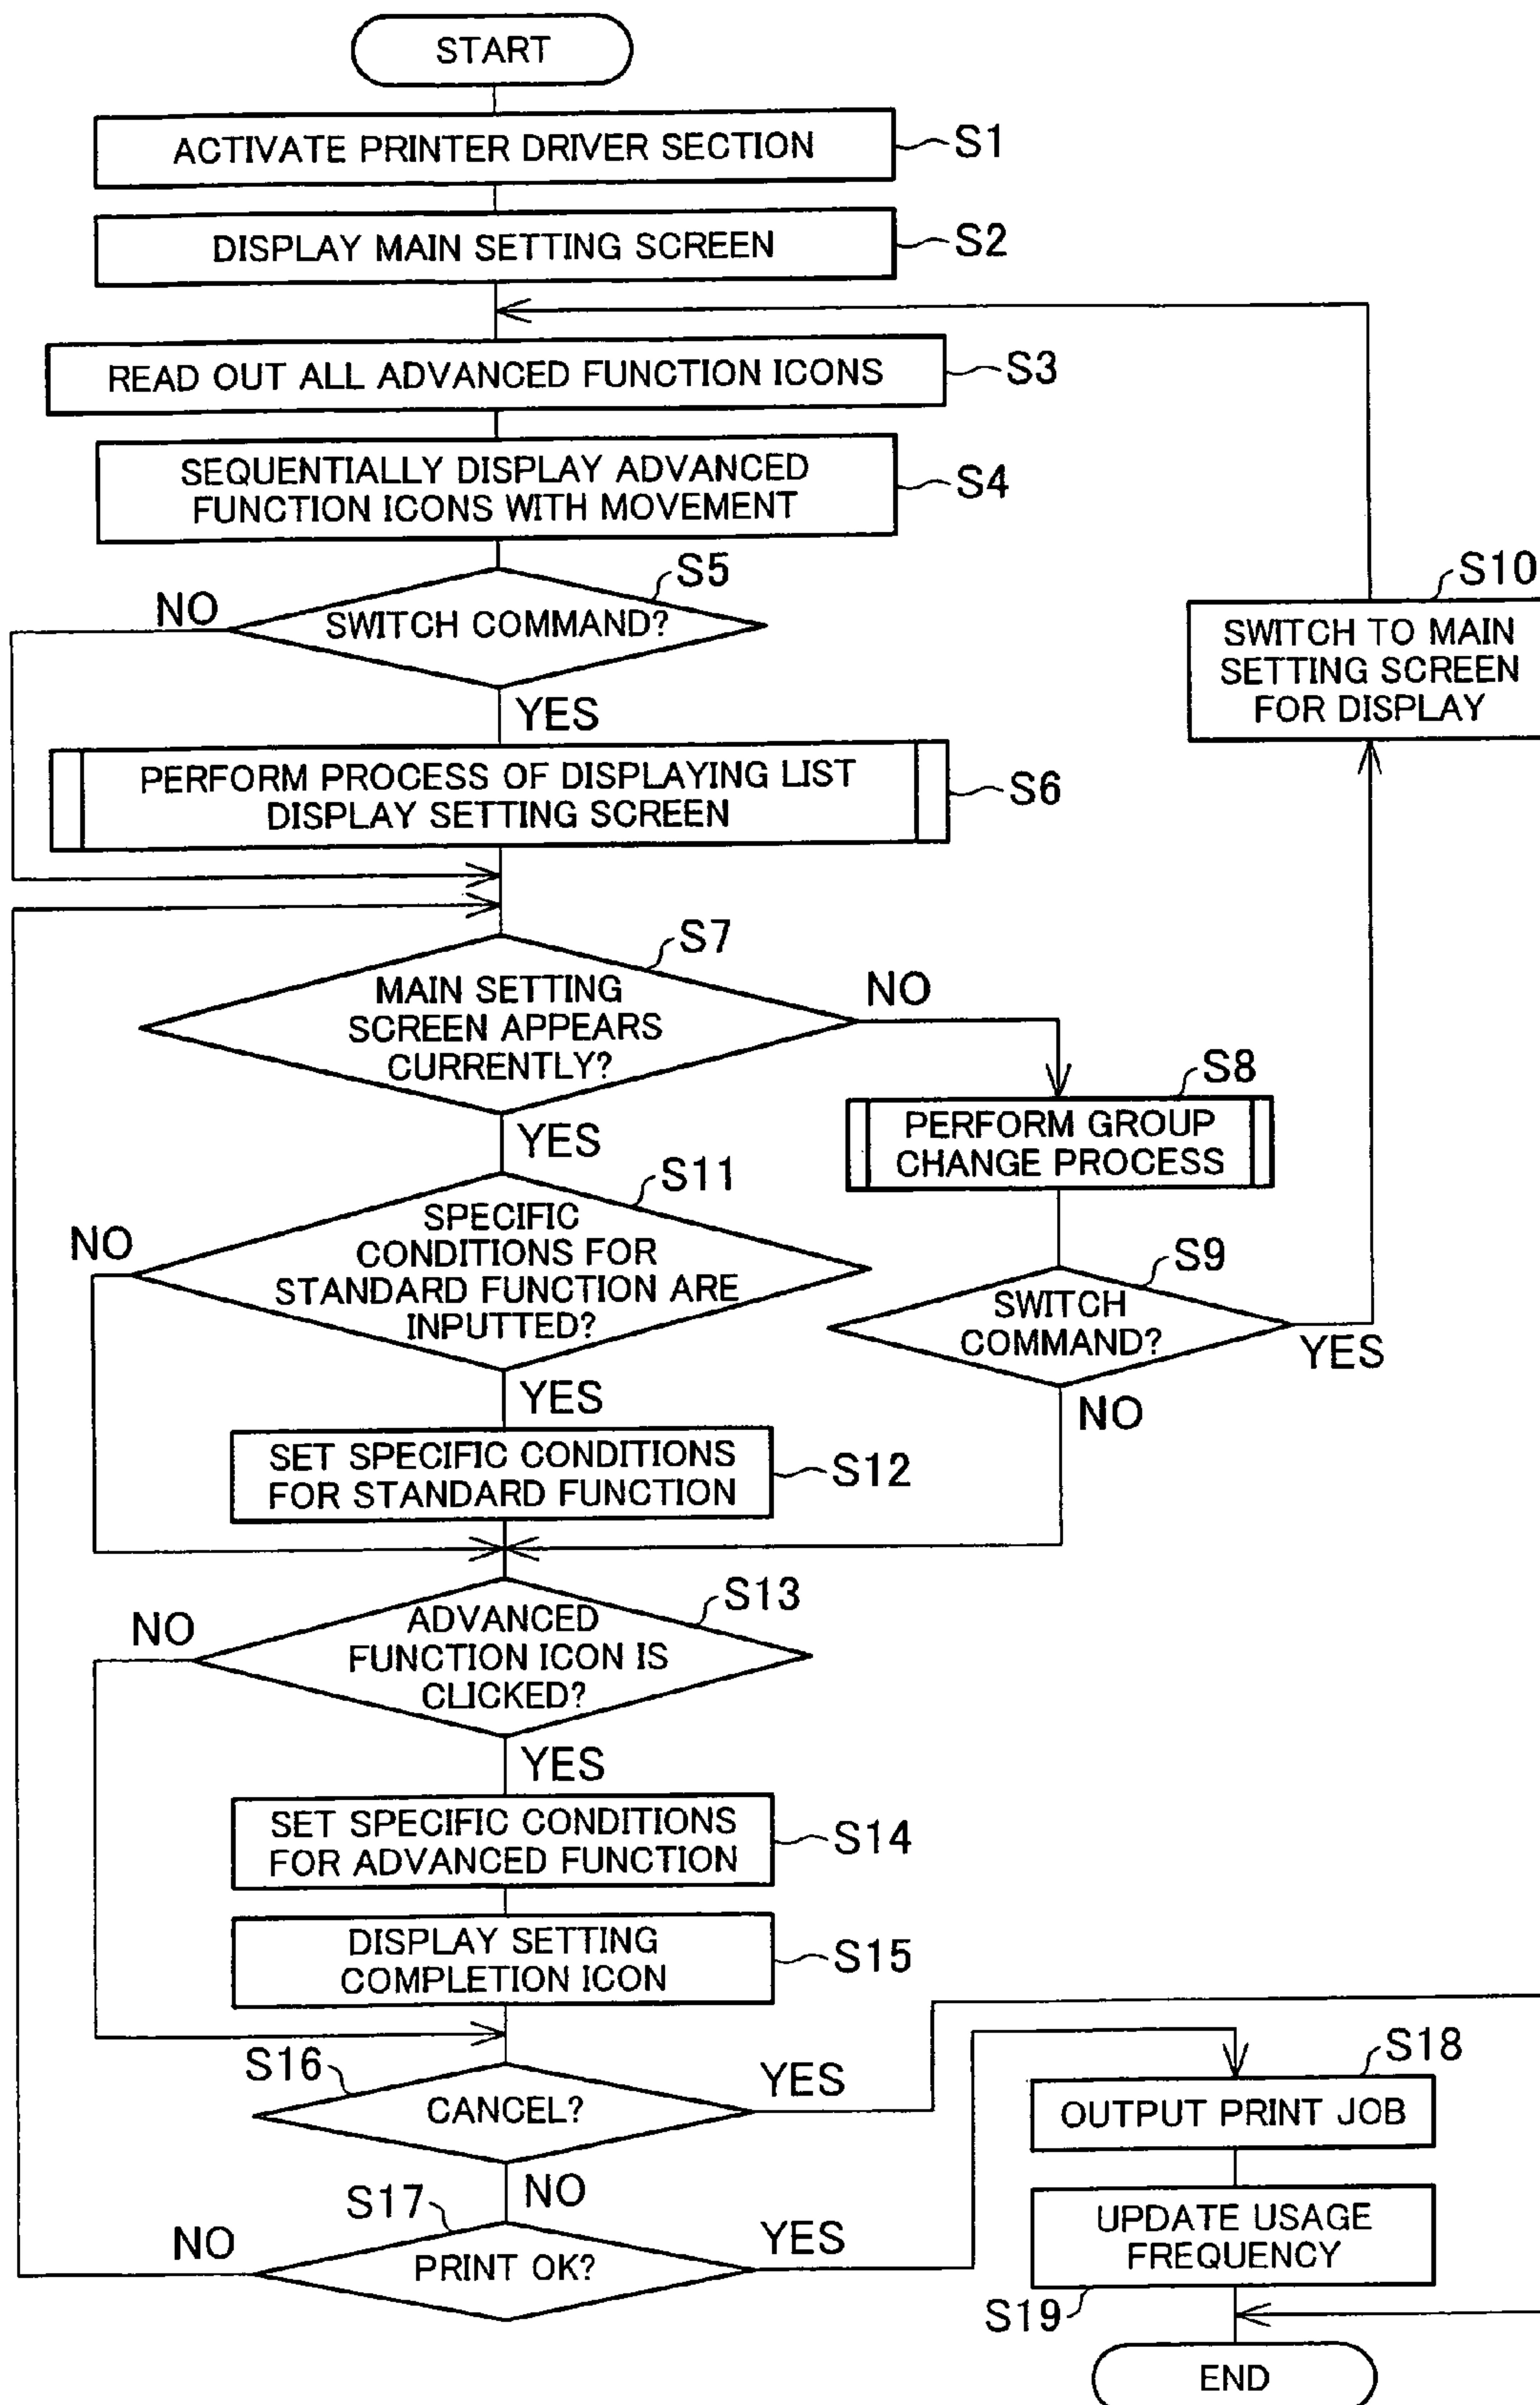 START
ACTIVATE PRINTER DRIVER SECTION
S1
DISPLAY MAIN SETTING SCREEN
S2
READ OUT ALL ADVANCED FUNCTION ICONS
S3
SEQUENTIALLY DISPLAY ADVANCED
FUNCTION ICONS WITH MOVEMENT
S4
S5
NO
SWITCH COMMAND?
YES
S10
SWITCH TO MAIN
SETTING SCREEN
FOR DISPLAY
PERFORM PROCESS OF DISPLAYING LIST
DISPLAY SETTING SCREEN
S6
S7
MAIN SETTING
SCREEN APPEARS
CURRENTLY?
NO
YES
S8
PERFORM GROUP
CHANGE PROCESS
S11
NO
SPECIFIC
CONDITIONS FOR
STANDARD FUNCTION ARE
INPUTTED?
YES
S9
SWITCH
COMMAND?
YES
NO
SET SPECIFIC CONDITIONS
FOR STANDARD FUNCTION
S12
S13
NO
ADVANCED
FUNCTION ICON IS
CLICKED?
YES
SET SPECIFIC CONDITIONS
FOR ADVANCED FUNCTION
S14
DISPLAY SETTING
COMPLETION ICON
S15
S16
CANCEL?
YES
NO
S17
NO
PRINT OK?
YES
S18
OUTPUT PRINT JOB
UPDATE USAGE
FREQUENCY
S19
END